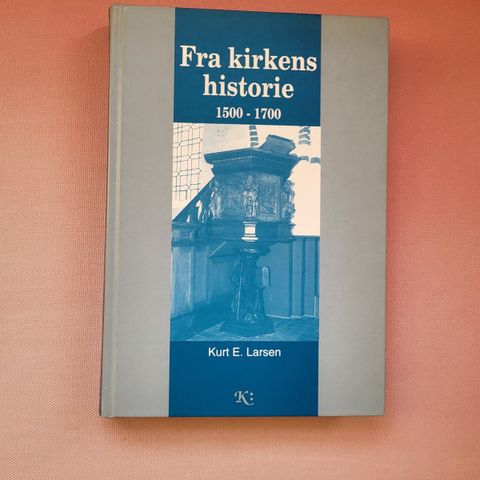 Fra kirkens
historie
1500 - 1700
Kurt E. Larsen
K: